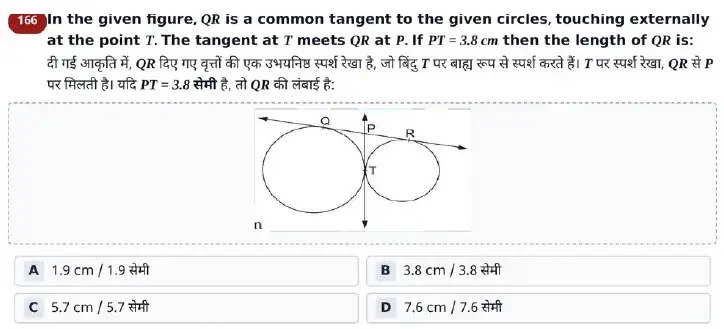 166 In the given figure, QR is a common tangent to the given circles, touching externally
at the point T. The tangent at T meets QR at P. If PT = 3.8 cm then the length of QR is:
दी गई आकृति में, QR दिए गए वृत्तों की एक उभयनिष्ठ स्पर्श रेखा है, जो बिंदु T पर बाह्य रूप से स्पर्श करते हैं। T पर स्पर्श रेखा, QR से P
पर मिलती है। यदि PT = 3.8 सेमी है, तो QR की लंबाई है:
Q
P
R
T
n
A 1.9 cm / 1.9 सेमी
B 3.8 cm / 3.8 सेमी
C 5.7 cm / 5.7 सेमी
D 7.6 cm / 7.6 सेमी